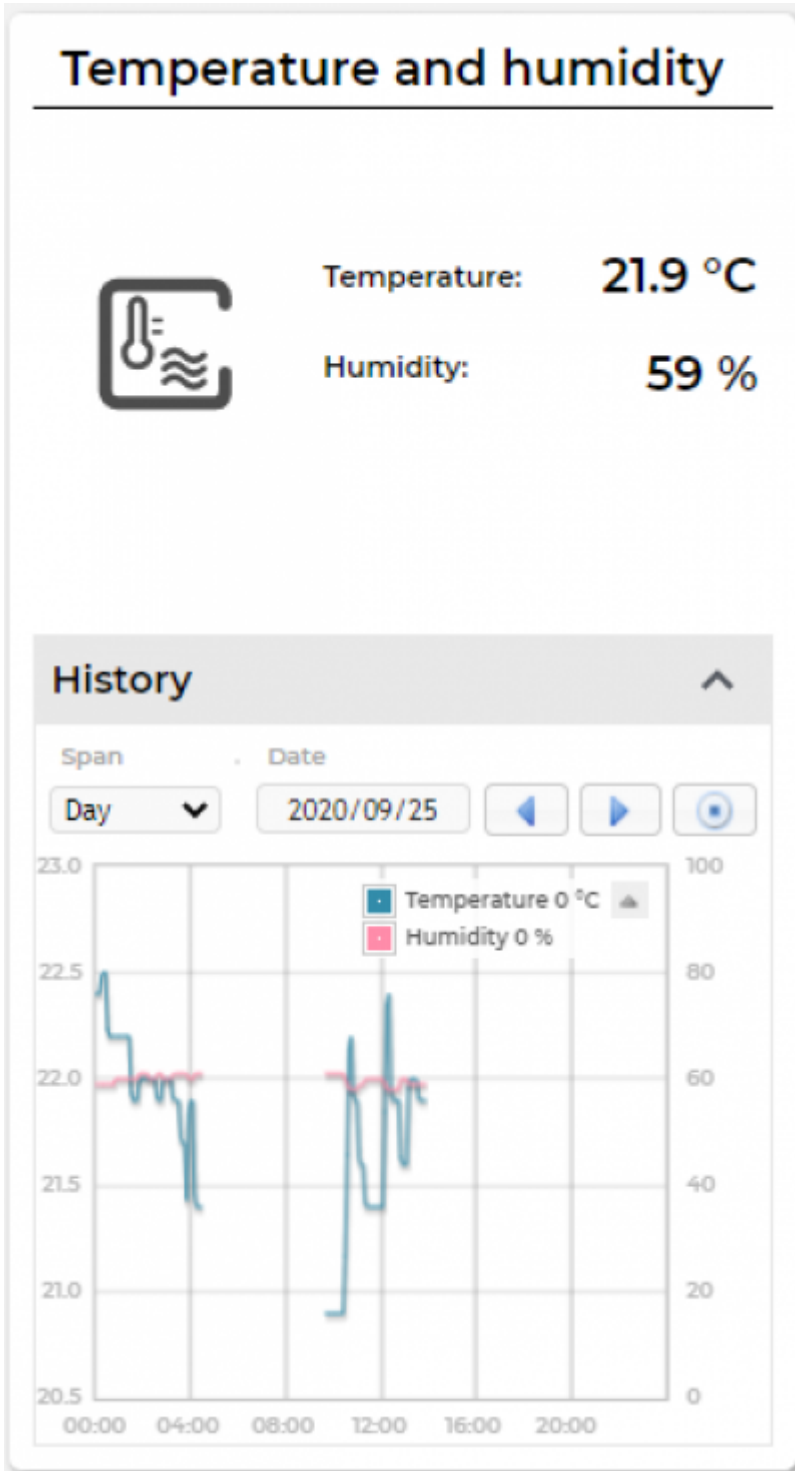 Temperature and humidity
Temperature: 21.9 °C
Humidity: 59 %
History
Span . Date
Day 2020/09/25
23.0 100
Temperature 0 °C
Humidity 0 %
22.5 80
22.0 60
21.5 40
21.0 20
20.5 0
00:00 04:00 08:00 12:00 16:00 20:00